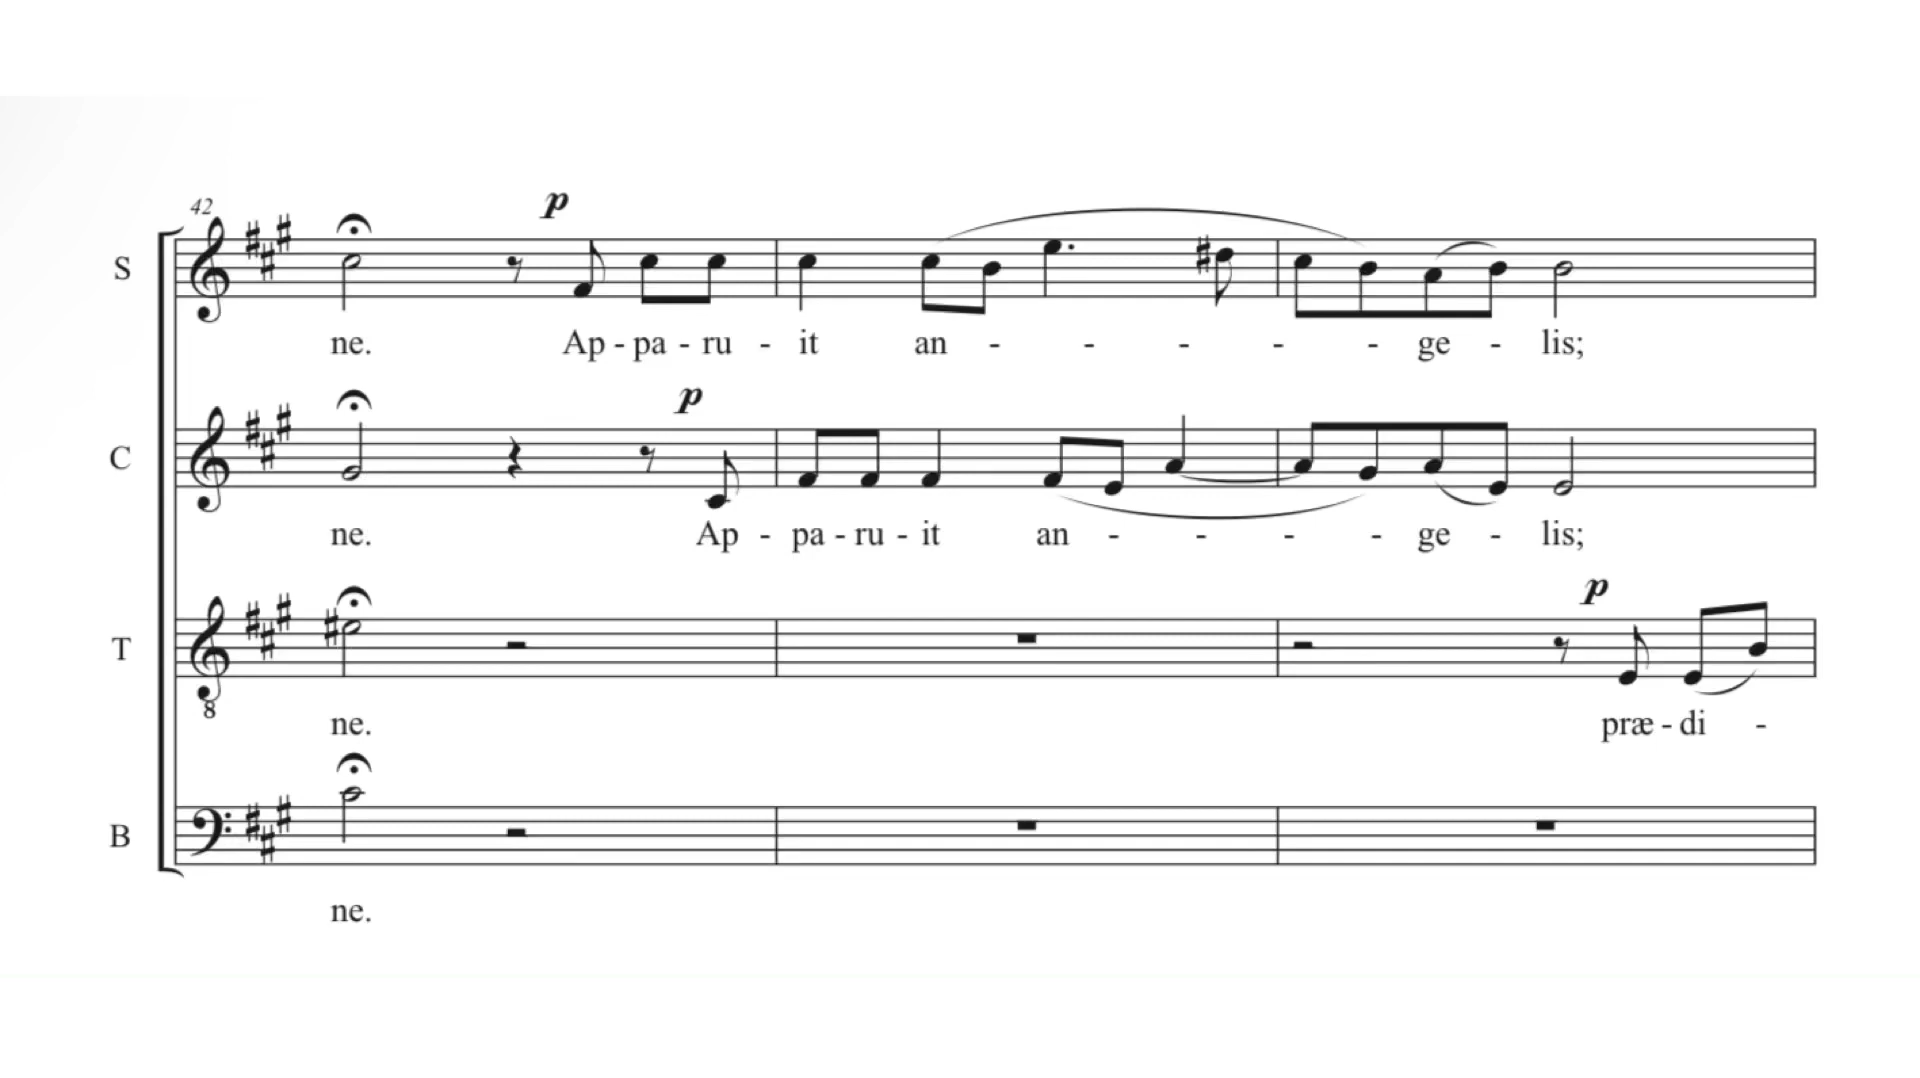 42
p
S
ne. Ap - pa - ru - it an - - - - - ge - lis;
p
C
ne. Ap - pa - ru - it an - - - - ge - lis;
p
T
8
ne. præ - di -
B
ne.